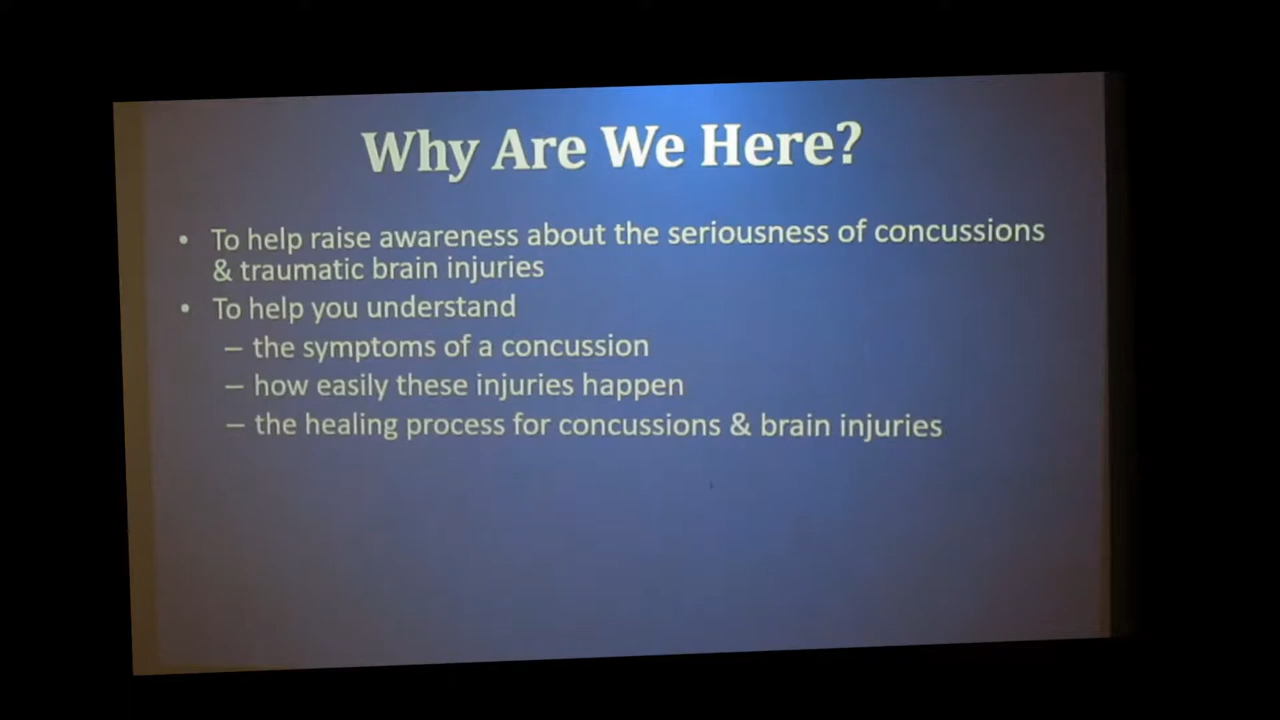 Why Are We Here?
• To help raise awareness about the seriousness of concussions
& traumatic brain injuries
• To help you understand
– the symptoms of a concussion
– how easily these injuries happen
– the healing process for concussions & brain injuries